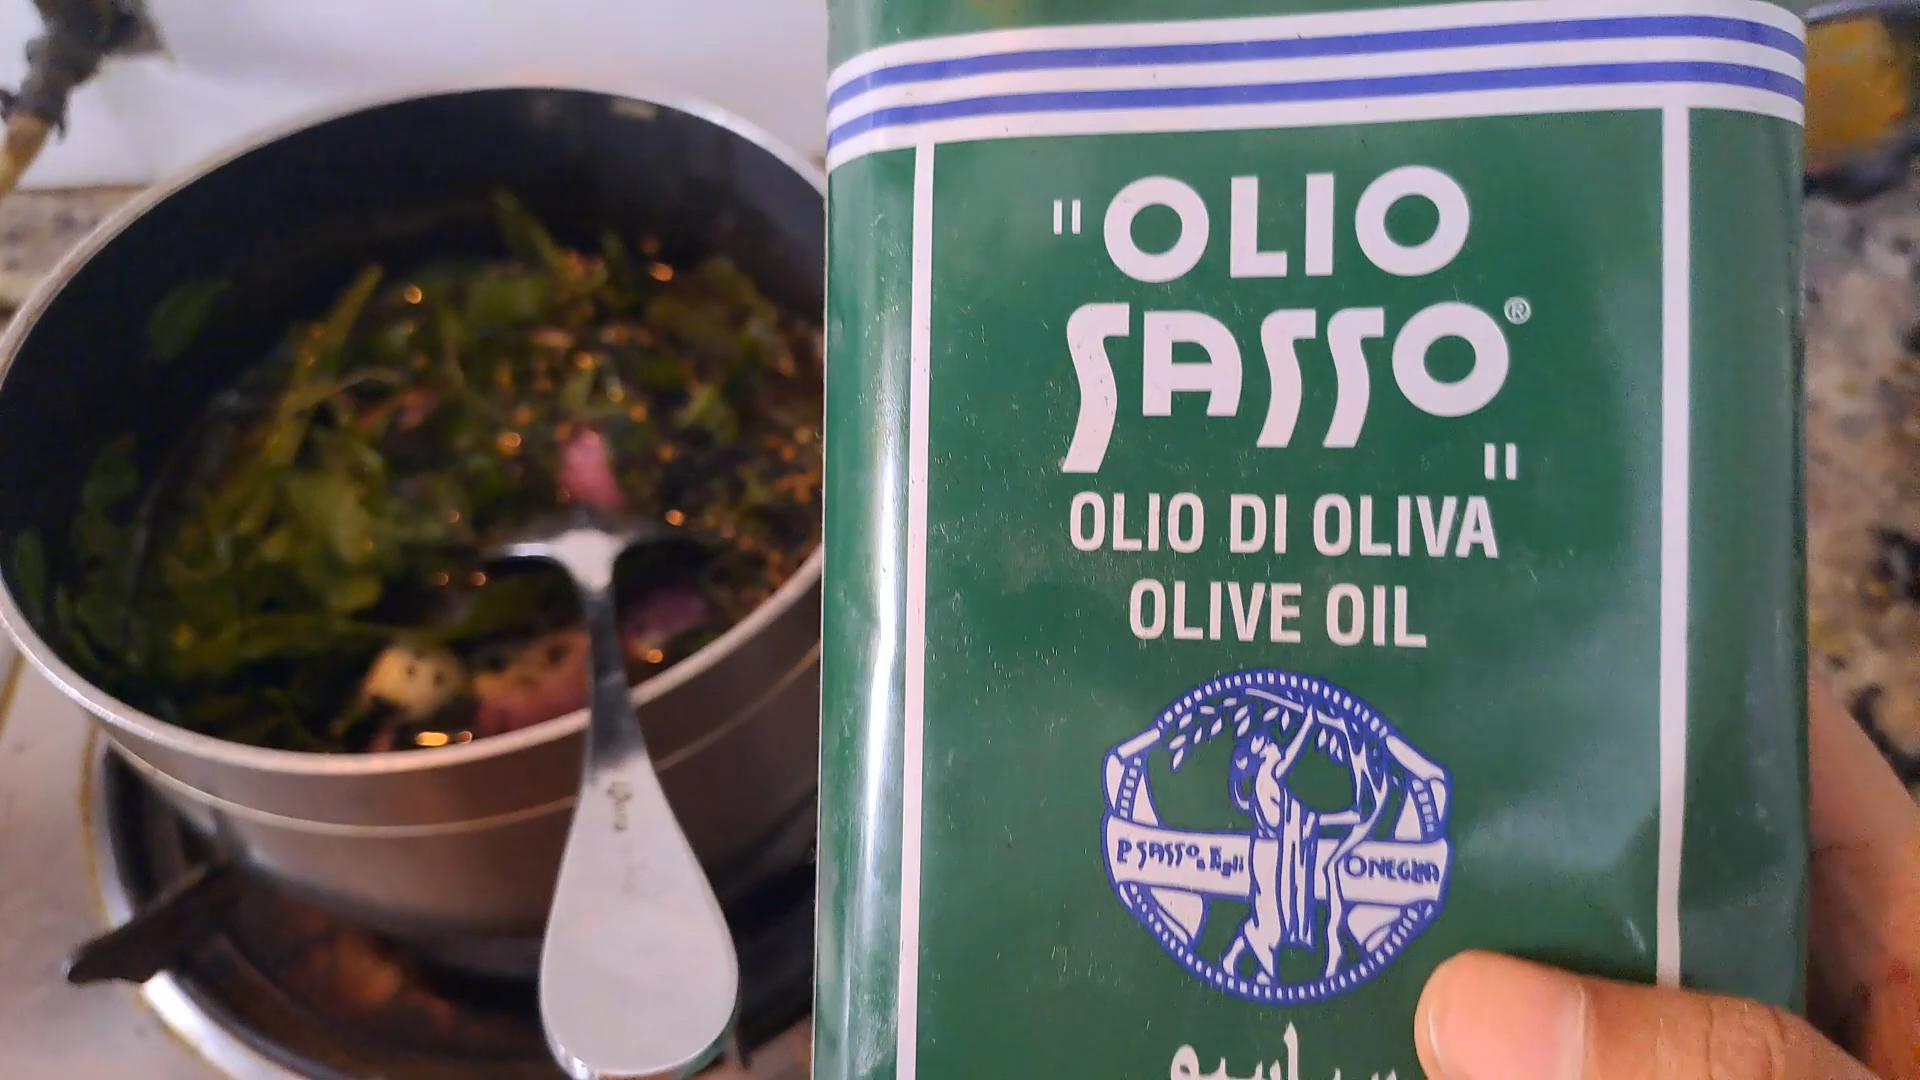 "OLIO
SASSO®"
OLIO DI OLIVA
OLIVE OIL
P. SASSO e Figli
ONEGLIA